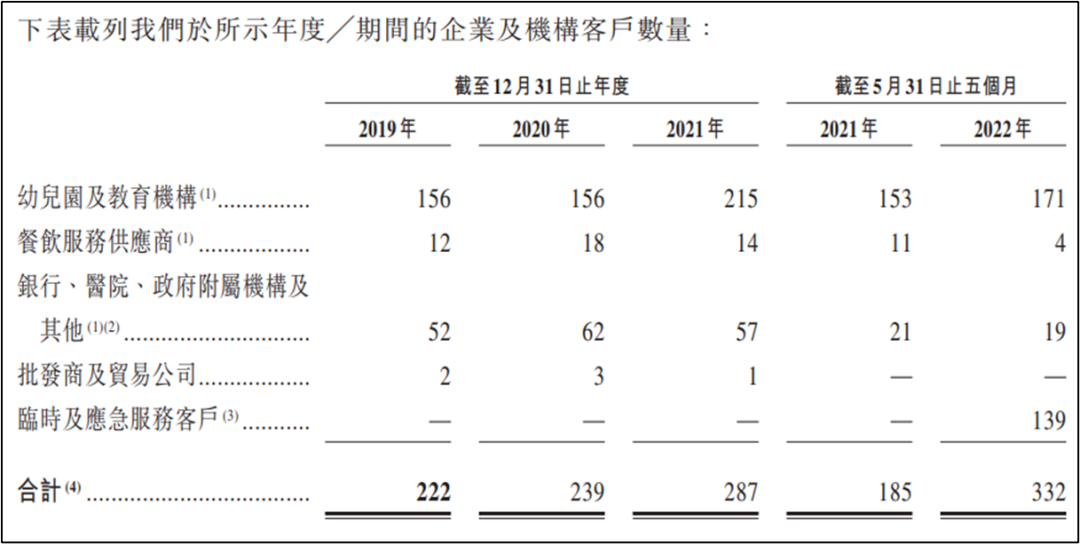 下表載列我們於所示年度╱期間的企業及機構客戶數量：
截至12月31日止年度 截至5月31日止五個月
2019年 2020年 2021年 2021年 2022年
幼兒園及教育機構(1)............... 156 156 215 153 171
餐飲服務供應商(1) .................. 12 18 14 11 4
銀行、醫院、政府附屬機構及
其他(1)(2) .............................. 52 62 57 21 19
批發商及貿易公司.................. 2 3 1 — —
臨時及應急服務客戶(3) ........... — — — — 139
合計(4) .................................... 222 239 287 185 332